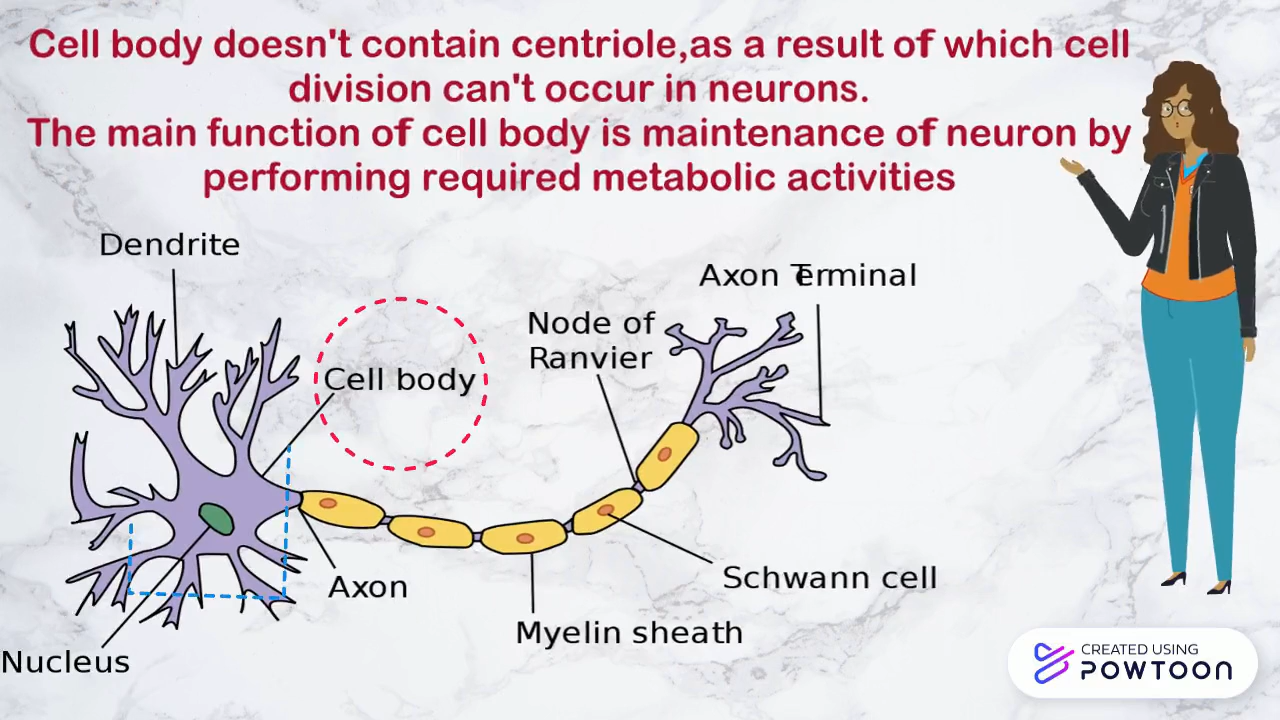 Cell body doesn't contain centriole,as a result of which cell
division can't occur in neurons.
The main function of cell body is maintenance of neuron by
performing required metabolic activities
Dendrite
Axon Terminal
Node of
Ranvier
Cell body
Axon
Schwann cell
Myelin sheath
Nucleus
CREATED USING
POWTOON